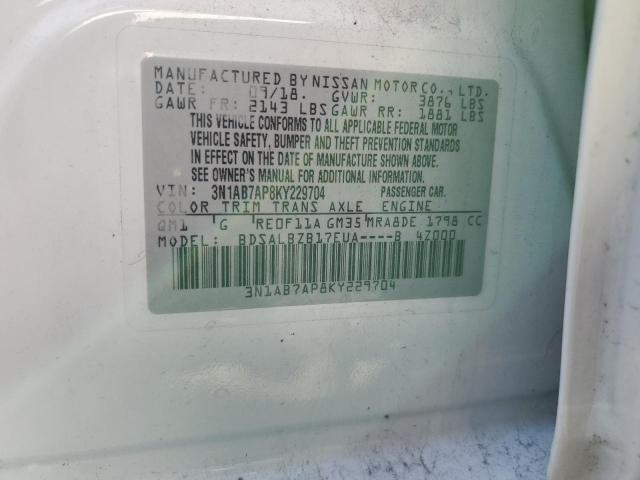 MANUFACTURED BY NISSAN MOTOR CO., LTD.
DATE: 09/18. GVWR: 3876 LBS
GAWR FR: 2143 LBS GAWR RR: 1881 LBS
THIS VEHICLE CONFORMS TO ALL APPLICABLE FEDERAL MOTOR
VEHICLE SAFETY, BUMPER AND THEFT PREVENTION STANDARDS
IN EFFECT ON THE DATE OF MANUFACTURE SHOWN ABOVE.
SEE OWNER'S MANUAL FOR ADDITIONAL INFORMATION.
VIN: 3N1AB7AP8KY229704 PASSENGER CAR.
COLOR TRIM TRANS AXLE ENGINE
QM1 G RE0F11A GM35 MRA8DE 1798 CC
MODEL: BDSALBZB17EUA----B 4Z000
3N1AB7AP8KY229704